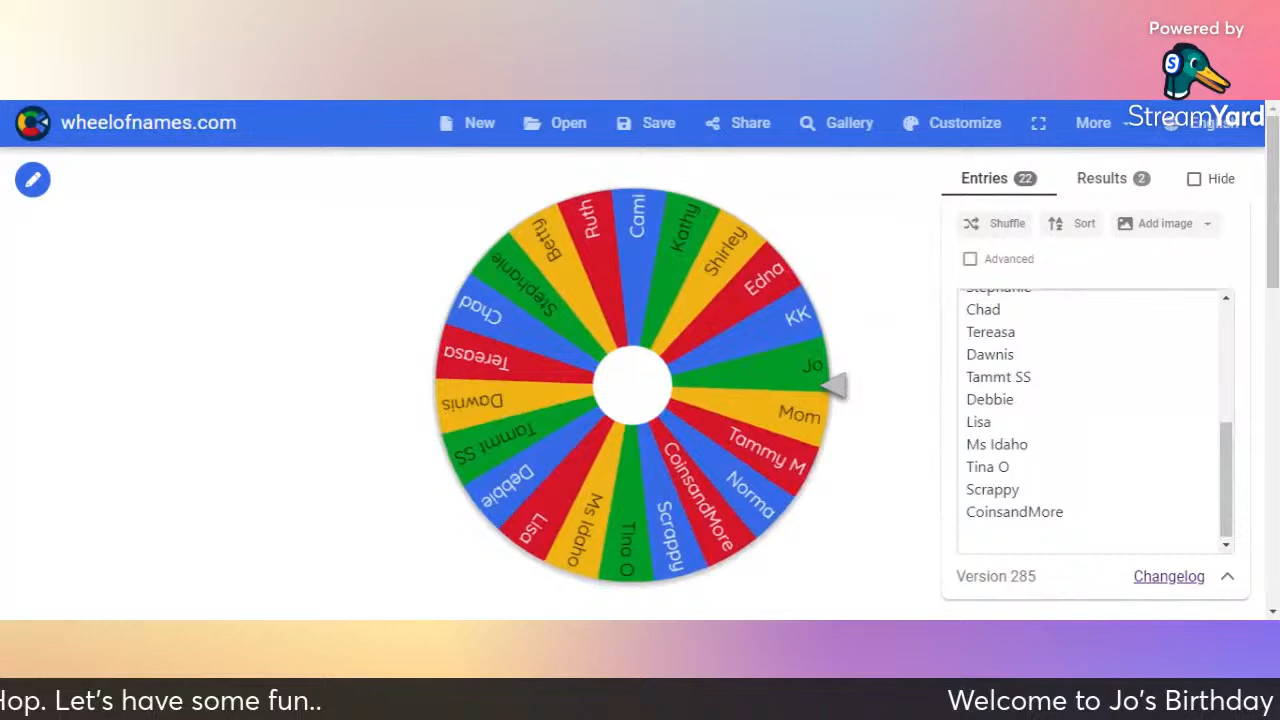 Powered by
StreamYard
wheelofnames.com
New
Open
Save
Share
Gallery
Customize
More
English
Entries 22
Results 2
Hide
Shuffle
Sort
Add image
Advanced
Stephanie
Chad
Tereasa
Dawnis
Tammt SS
Debbie
Lisa
Ms Idaho
Tina O
Scrappy
CoinsandMore
Version 285
Changelog
Cami
Kathy
Shirley
Edna
KK
Jo
Mom
Tammy M
Norma
CoinsandMore
Scrappy
Tina O
Ms Idaho
Lisa
Debbie
Tammt SS
Dawnis
Tereasa
Chad
Stephanie
Betty
Ruth
Hop. Let's have some fun..
Welcome to Jo's Birthday